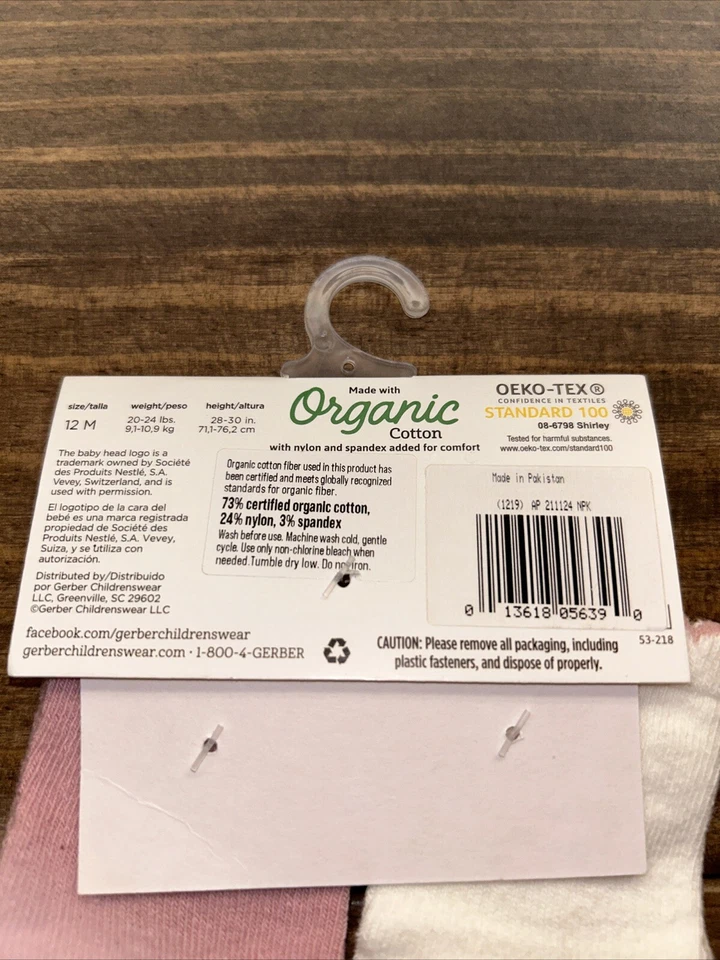 size/talla
12 M
weight/peso
20-24 lbs.
9,1-10,9 kg
height/altura
28-30 in.
71,1-76,2 cm
The baby head logo is a
trademark owned by Société
des Produits Nestlé, S.A.
Vevey, Switzerland, and is
used with permission.
El logotipo de la cara del
bebé es una marca registrada
propiedad de Société des
Produits Nestlé, S.A. Vevey,
Suiza, y se utiliza con
autorización.
Distributed by/Distribuido
por Gerber Childrenswear
LLC, Greenville, SC 29602
©Gerber Childrenswear LLC
facebook.com/gerberchildrenswear
gerberchildrenswear.com · 1-800-4-GERBER
Made with
Organic
Cotton
with nylon and spandex added for comfort
Organic cotton fiber used in this product has
been certified and meets globally recognized
standards for organic fiber.
73% certified organic cotton,
24% nylon, 3% spandex
Wash before use. Machine wash cold, gentle
cycle. Use only non-chlorine bleach when
needed.Tumble dry low. Do not iron.
OEKO-TEX®
CONFIDENCE IN TEXTILES
STANDARD 100
08-6798 Shirley
Tested for harmful substances.
www.oeko-tex.com/standard100
Made in Pakistan
(1219) AP 211124 NPK
0 13618 05639 0
53-218
CAUTION: Please remove all packaging, including
plastic fasteners, and dispose of properly.